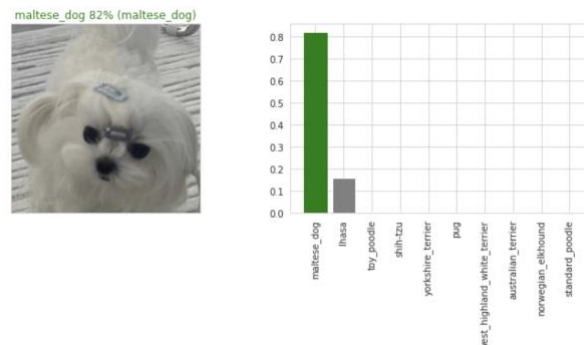 maltese_dog 82% (maltese_dog)
0.8
0.7
0.6
0.5
0.4
0.3
0.2
0.1
0.0
maltese_dog
lhasa
toy_poodle
shih-tzu
yorkshire_terrier
pug
west_highland_white_terrier
australian_terrier
norwegian_elkhound
standard_poodle